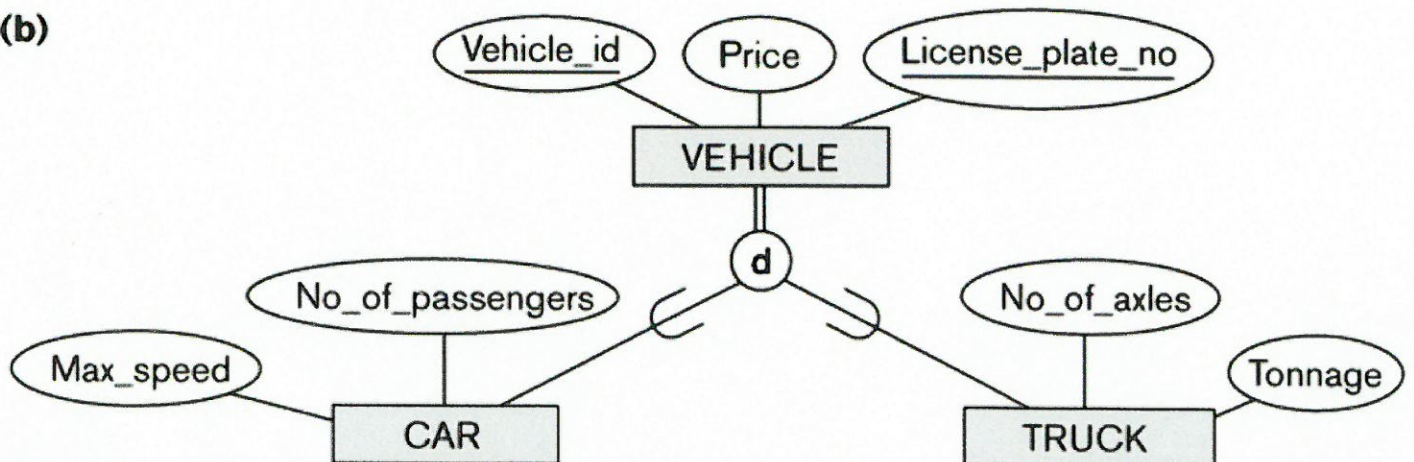 (b)
Vehicle_id Price License_plate_no
VEHICLE
d
No_of_passengers No_of_axles
Max_speed Tonnage
CAR TRUCK